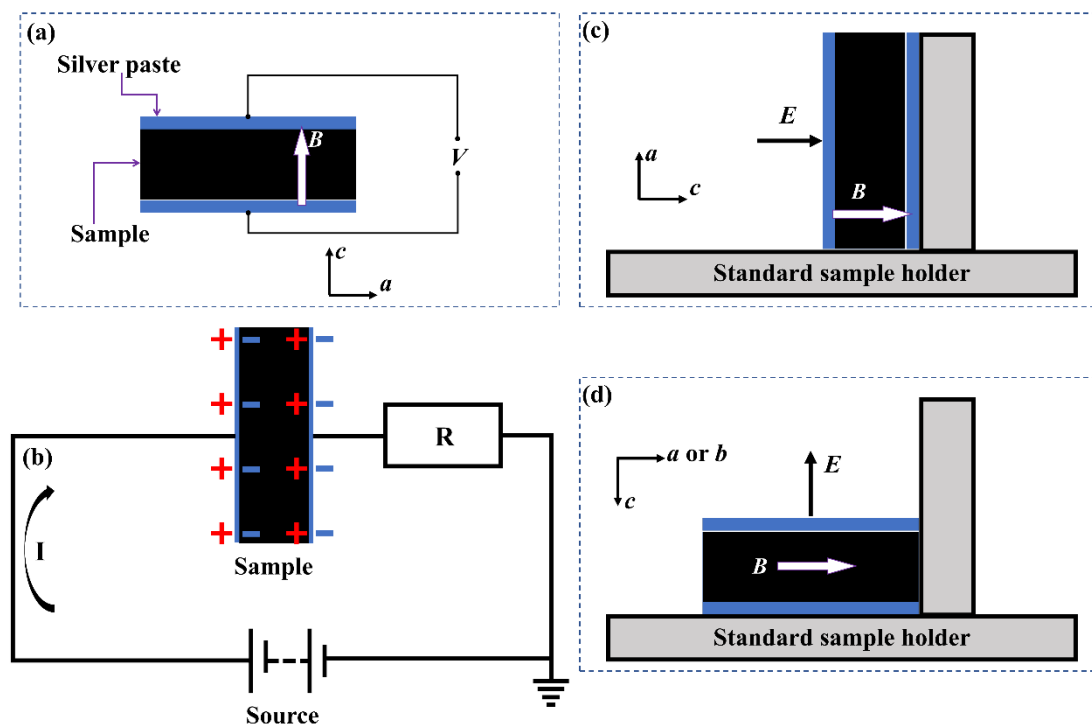 (a)
Silver paste
B
V
Sample
c
a
(b)
+ − + −
+ − + −
+ − + −
+ − + −
R
I
Sample
Source
(c)
E
a
c
B
Standard sample holder
(d)
a or b
c
E
B
Standard sample holder